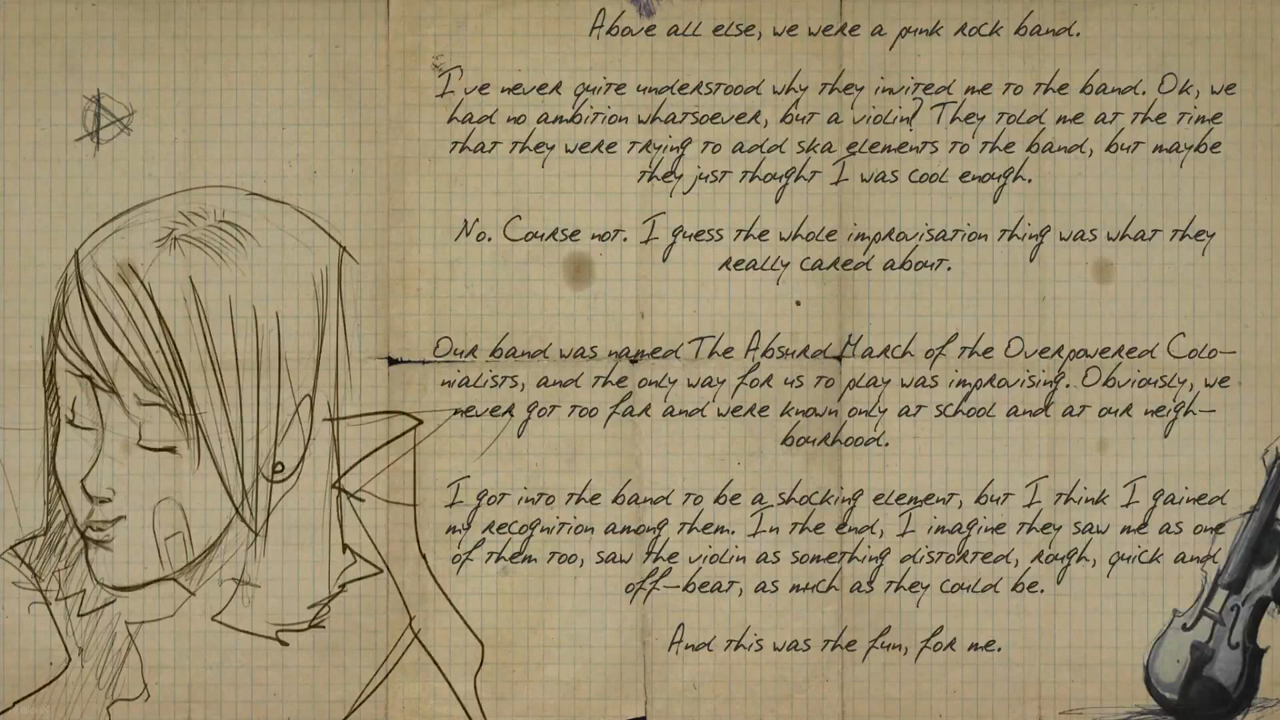 Above all else, we were a punk rock band.
I've never quite understood why they invited me to the band. Ok, we
had no ambition whatsoever, but a violin? They told me at the time
that they were trying to add ska elements to the band, but maybe
they just thought I was cool enough.
No. Course not. I guess the whole improvisation thing was what they
really cared about.
Our band was named The Absurd March of the Overpowered Colo-
nialists, and the only way for us to play was improvising. Obviously, we
never got too far and were known only at school and at our neigh-
bourhood.
I got into the band to be a shocking element, but I think I gained
my recognition among them. In the end, I imagine they saw me as one
of them too, saw the violin as something distorted, rough, quick and
off-beat, as much as they could be.
And this was the fun, for me.